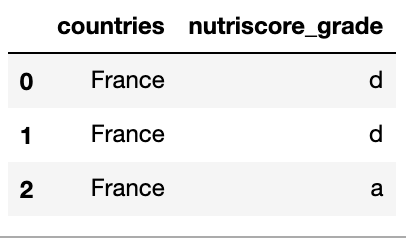 countries nutriscore_grade
0 France d
1 France d
2 France a